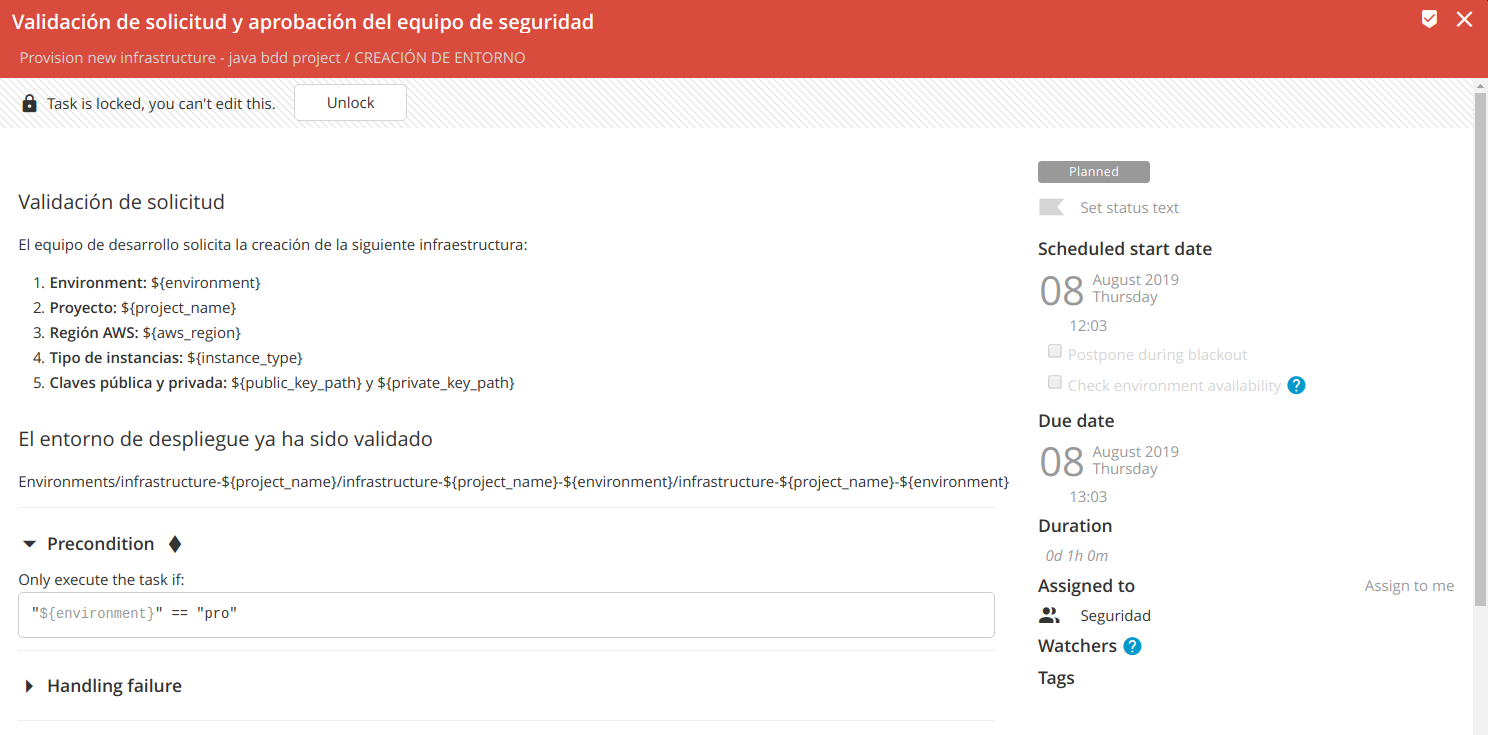 Validación de solicitud y aprobación del equipo de seguridad
Provision new infrastructure - java bdd project / CREACIÓN DE ENTORNO
Task is locked, you can't edit this.
Unlock
Validación de solicitud
El equipo de desarrollo solicita la creación de la siguiente infraestructura:
1. Environment: ${environment}
2. Proyecto: ${project_name}
3. Región AWS: ${aws_region}
4. Tipo de instancias: ${instance_type}
5. Claves pública y privada: ${public_key_path} y ${private_key_path}
El entorno de despliegue ya ha sido validado
Environments/infrastructure-${project_name}/infrastructure-${project_name}-${environment}/infrastructure-${project_name}-${environment}
Precondition
Only execute the task if:
"${environment}" == "pro"
Handling failure
Planned
Set status text
Scheduled start date
08
August 2019
Thursday
12:03
Postpone during blackout
Check environment availability ?
Due date
08
August 2019
Thursday
13:03
Duration
0d 1h 0m
Assigned to
Assign to me
Seguridad
Watchers ?
Tags